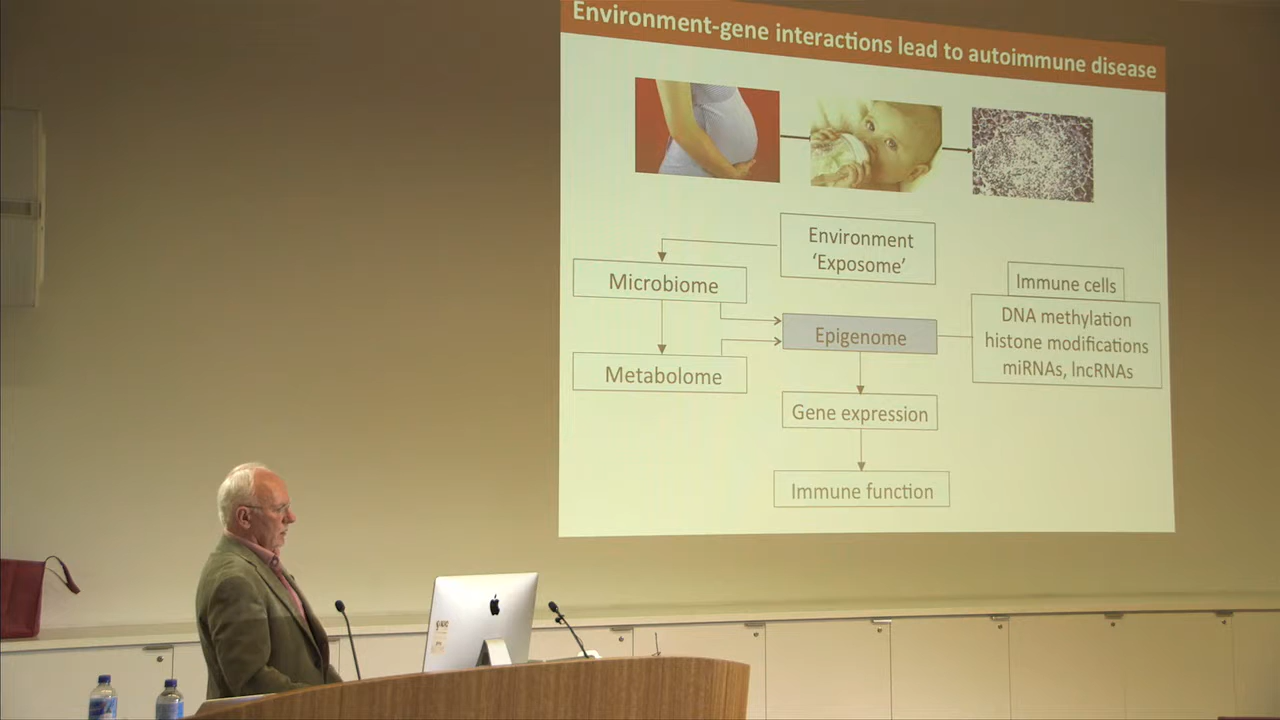 Environment-gene interactions lead to autoimmune disease
Environment
‘Exposome’
Microbiome
Immune cells
DNA methylation
histone modifications
miRNAs, lncRNAs
Epigenome
Metabolome
Gene expression
Immune function